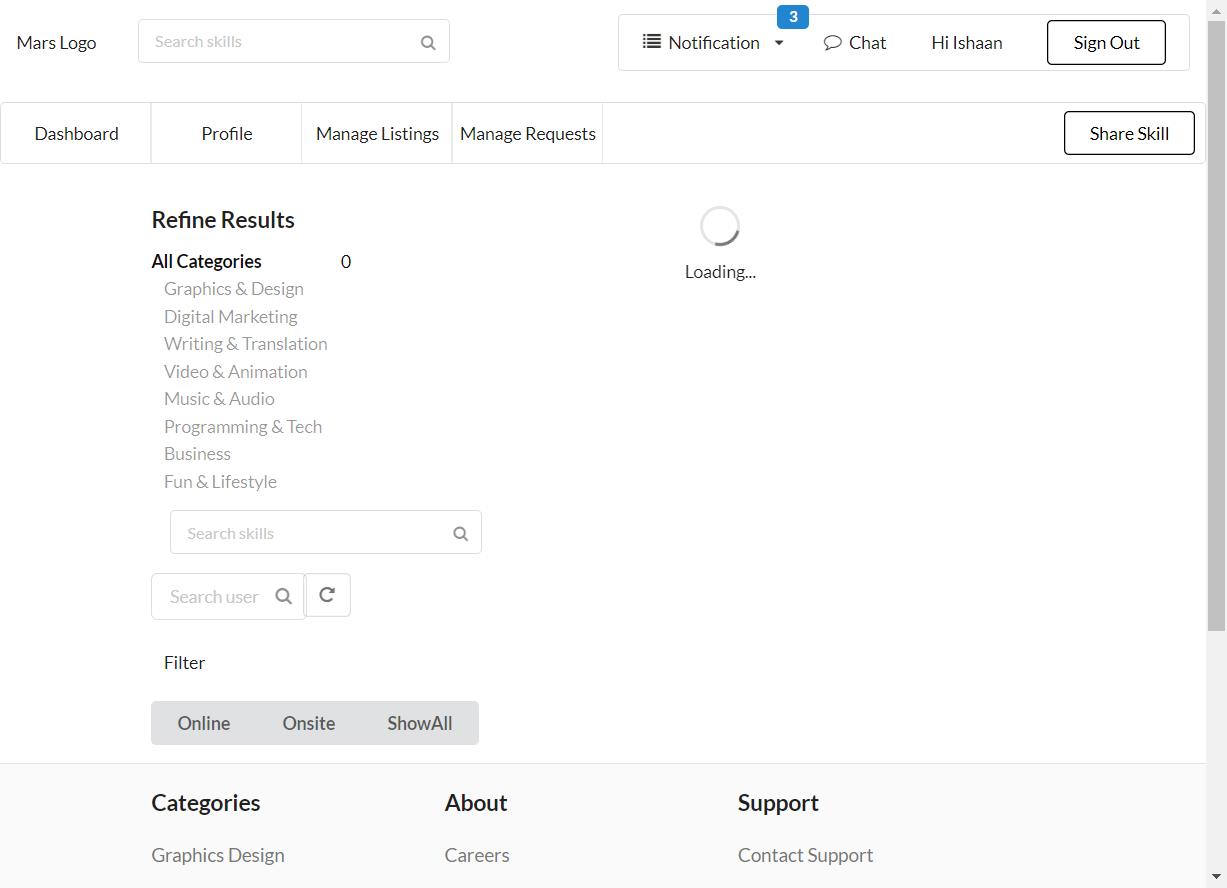 Mars Logo
Search skills
3
Notification
Chat
Hi Ishaan
Sign Out
Dashboard
Profile
Manage Listings
Manage Requests
Share Skill
Refine Results
All Categories 0
Graphics & Design
Digital Marketing
Writing & Translation
Video & Animation
Music & Audio
Programming & Tech
Business
Fun & Lifestyle
Search skills
Search user
Filter
Online
Onsite
ShowAll
Loading...
Categories
Graphics Design
About
Careers
Support
Contact Support